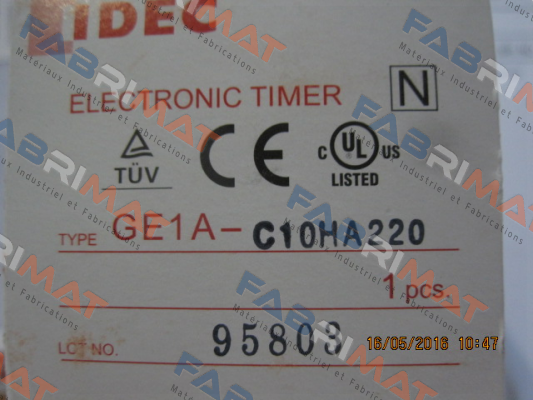 IDEC
ELECTRONIC TIMER
N
TÜV
CE
C UL US
LISTED
TYPE GE1A- C10HA220
1 pcs.
LOT NO. 95803
16/05/2016 10:47
FABRIMAT
Materiaux Industriel et Fabrications